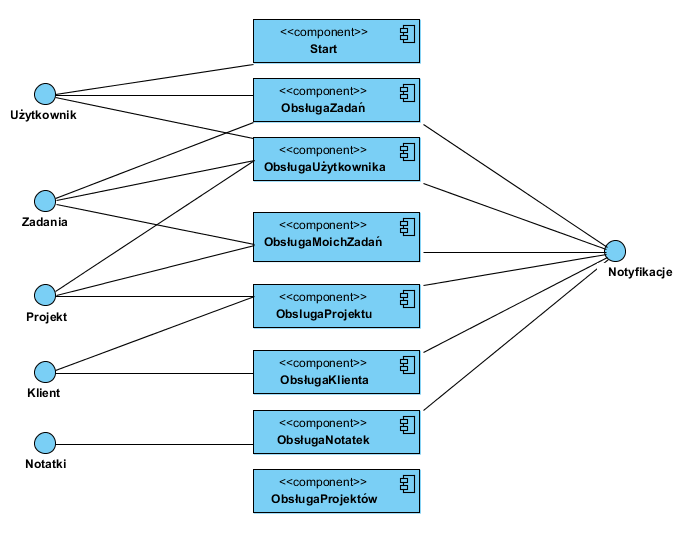 <<component>>
Start
<<component>>
ObsługaZadań
Użytkownik
<<component>>
ObsługaUżytkownika
Zadania
<<component>>
ObsługaMoichZadań
Notyfikacje
<<component>>
ObslugaProjektu
Projekt
<<component>>
ObsługaKlienta
Klient
<<component>>
ObsługaNotatek
Notatki
<<component>>
ObsługaProjektów